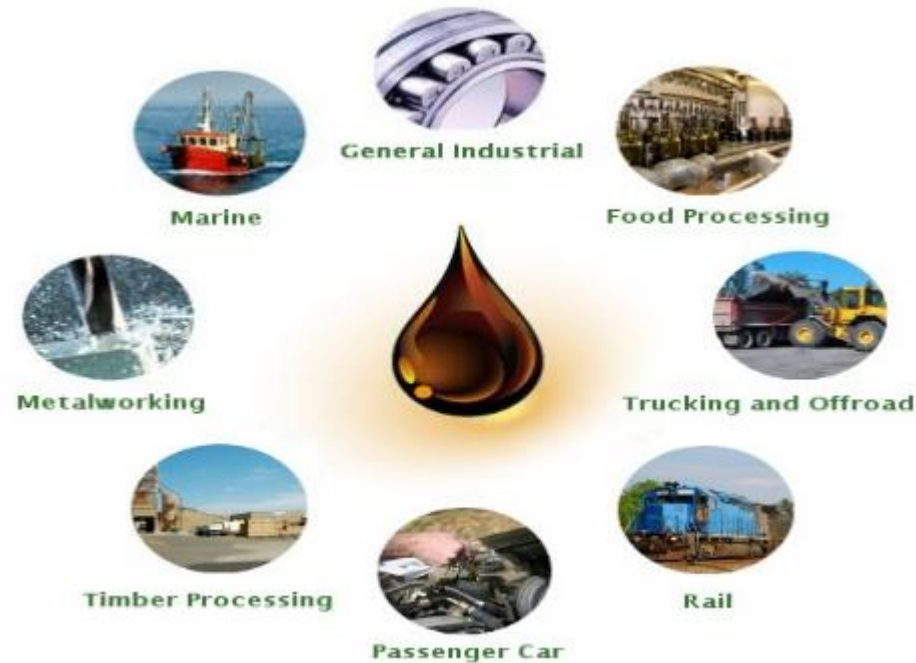 General Industrial
Marine
Food Processing
Metalworking
Trucking and Offroad
Timber Processing
Rail
Passenger Car